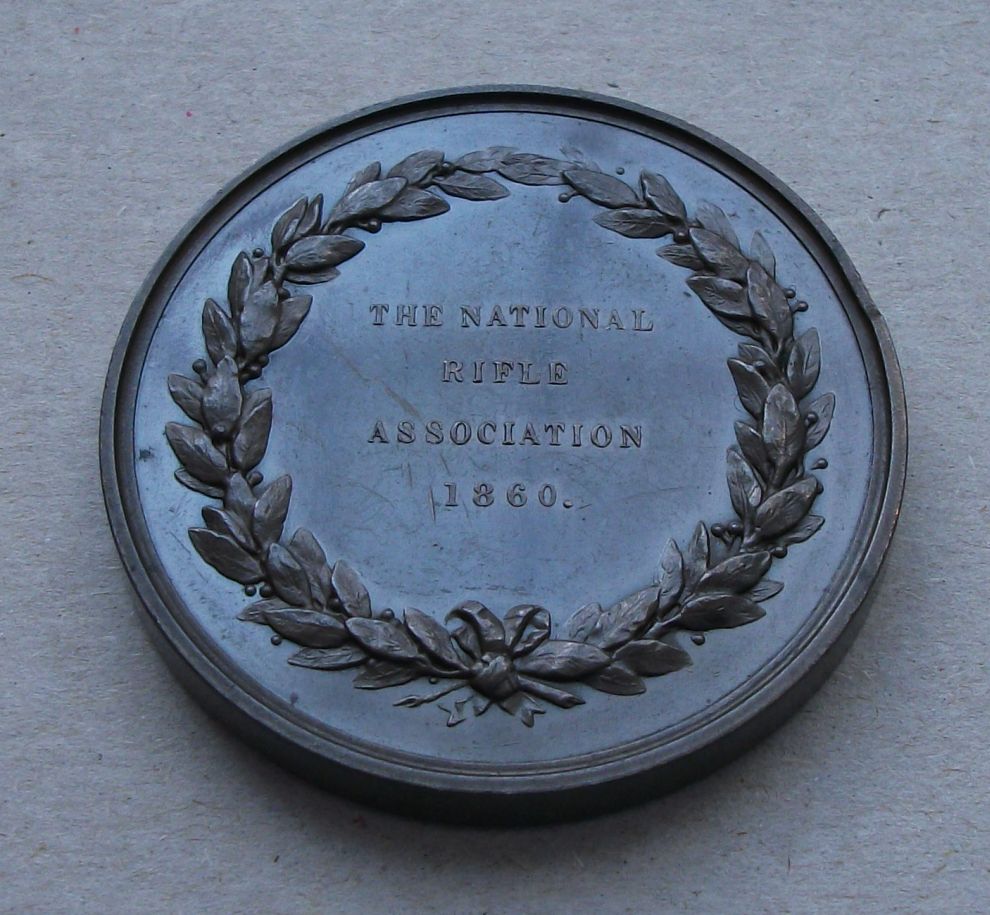 THE NATIONAL
RIFLE
ASSOCIATION
1860.